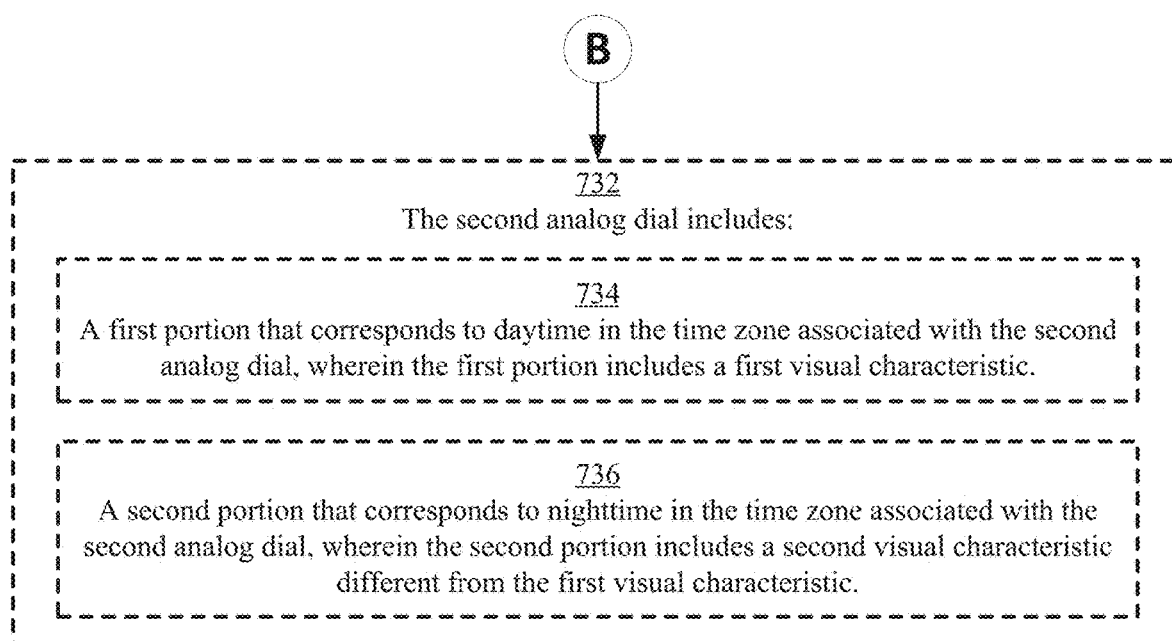 B
732
The second analog dial includes:
734
A first portion that corresponds to daytime in the time zone associated with the second
analog dial, wherein the first portion includes a first visual characteristic.
736
A second portion that corresponds to nighttime in the time zone associated with the
second analog dial, wherein the second portion includes a second visual characteristic
different from the first visual characteristic.